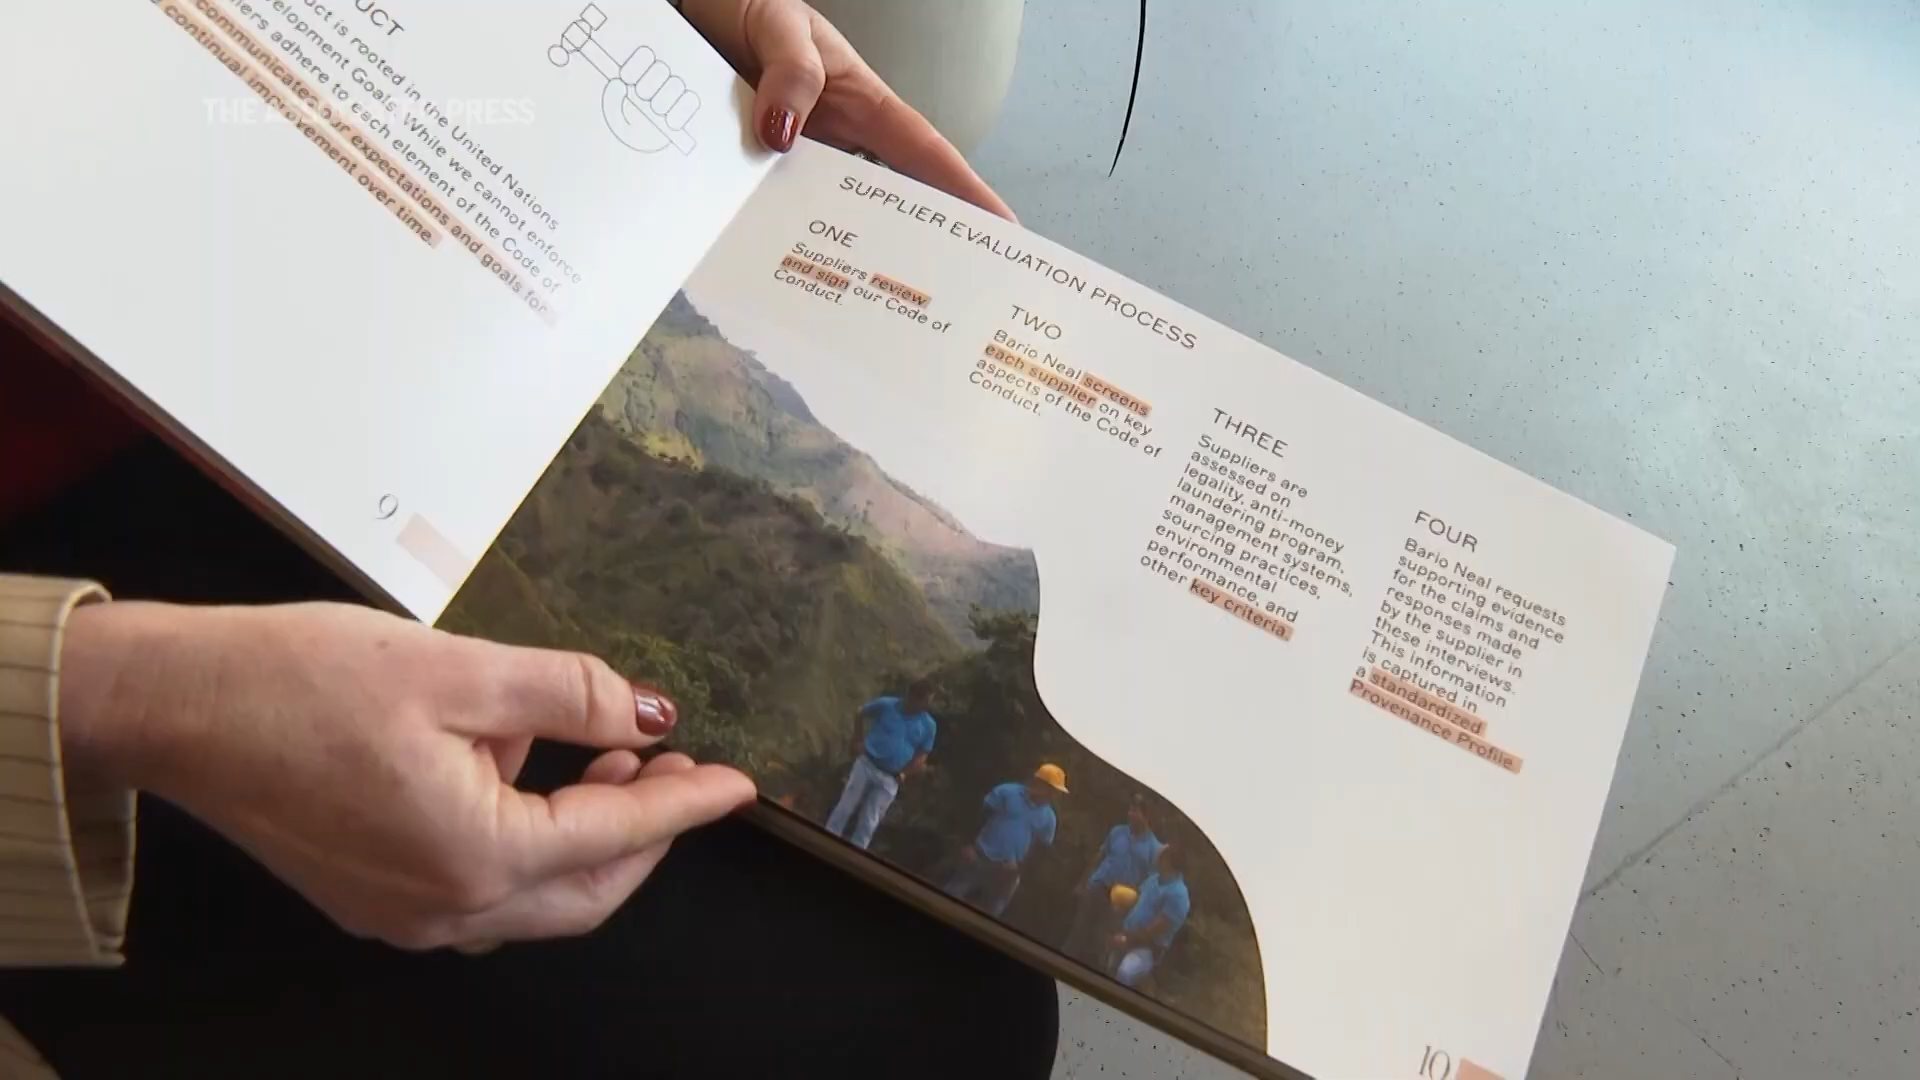 UCT
uct is rooted in the United Nations
evelopment Goals. While we cannot enforce
liers adhere to each element of the Code of
communicate our expectations and goals for
continual improvement over time.
9
THE ASSOCIATED PRESS
SUPPLIER EVALUATION PROCESS
ONE
Suppliers review
and sign our Code of
Conduct.
TWO
Bario Neal screens
each supplier on key
aspects of the Code of
Conduct.
THREE
Suppliers are
assessed on
legality, anti-money
laundering program,
management systems,
sourcing practices,
environmental
performance, and
other key criteria.
FOUR
Bario Neal requests
supporting evidence
for the claims and
responses made
by the supplier in
these interviews.
This information
is captured in
a standardized
Provenance Profile.
10